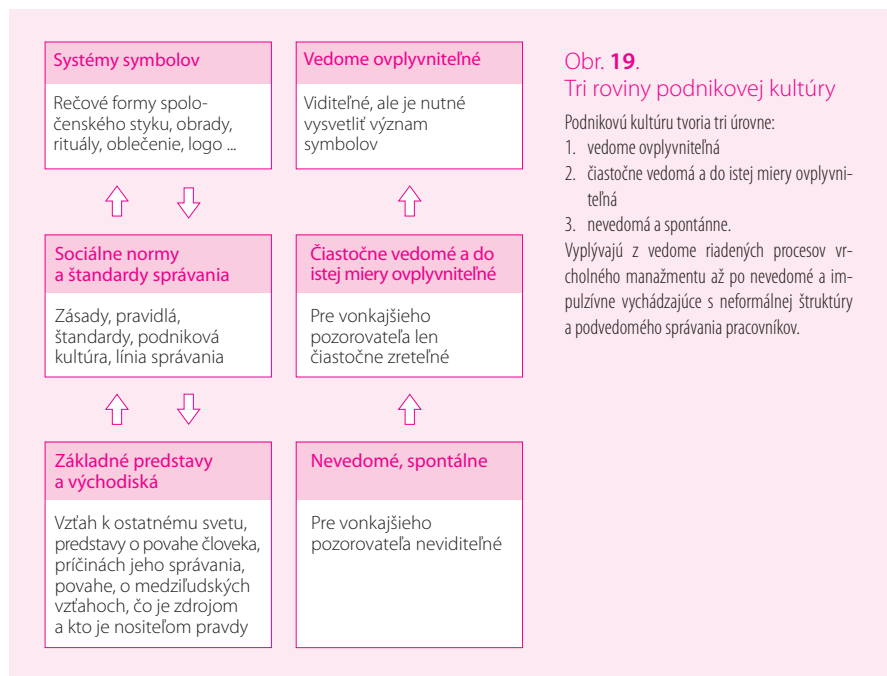 Systémy symbolov
Rečové formy spolo-
čenského styku, obrady,
rituály, oblečenie, logo ...
Vedome ovplyvniteľné
Viditeľné, ale je nutné
vysvetliť význam
symbolov
Sociálne normy
a štandardy správania
Zásady, pravidlá,
štandardy, podniková
kultúra, línia správania
Čiastočne vedomé a do
istej miery ovplyvniteľné
Pre vonkajšieho
pozorovateľa len
čiastočne zreteľné
Základné predstavy
a východiská
Vzťah k ostatnému svetu,
predstavy o povahe človeka,
príčinách jeho správania,
povahe, o medziľudských
vzťahoch, čo je zdrojom
a kto je nositeľom pravdy
Nevedomé, spontálne
Pre vonkajšieho
pozorovateľa neviditeľné
Obr. 19.
Tri roviny podnikovej kultúry
Podnikovú kultúru tvoria tri úrovne:
1. vedome ovplyvniteľná
2. čiastočne vedomá a do istej miery ovplyvni-
teľná
3. nevedomá a spontánne.
Vyplývajú z vedome riadených procesov vr-
cholného manažmentu až po nevedomé a im-
pulzívne vychádzajúce s neformálnej štruktúry
a podvedomého správania pracovníkov.